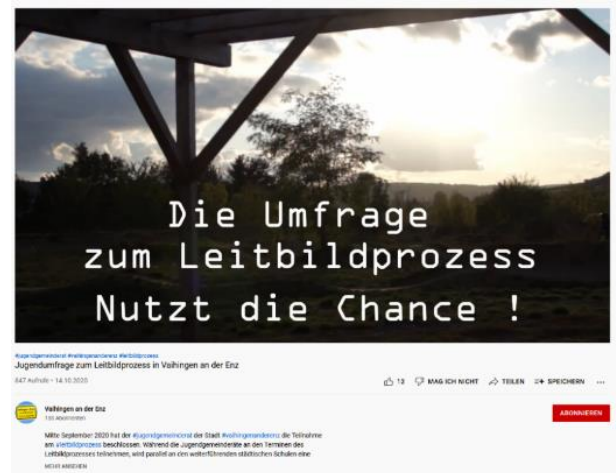 Die Umfrage
zum Leitbildprozess
Nutzt die Chance !
#jugendgemeinderat #vaihingenanderenz #leitbildprozess
Jugendumfrage zum Leitbildprozess in Vaihingen an der Enz
847 Aufrufe • 14.10.2020
13 MAG ICH NICHT TEILEN SPEICHERN ...
Vaihingen an der Enz
Abonnenten
ABONNIEREN
Mitte September 2020 hat der #jugendgemeinderat der Stadt #vaihingenanderenz die Teilnahme
am #leitbildprozess beschlossen. Während die Jugendgemeinderäte an den Terminen des
Leitbildprozesses teilnehmen, wird parallel an den weiterführenden städtischen Schulen eine
MEHR ANSEHEN